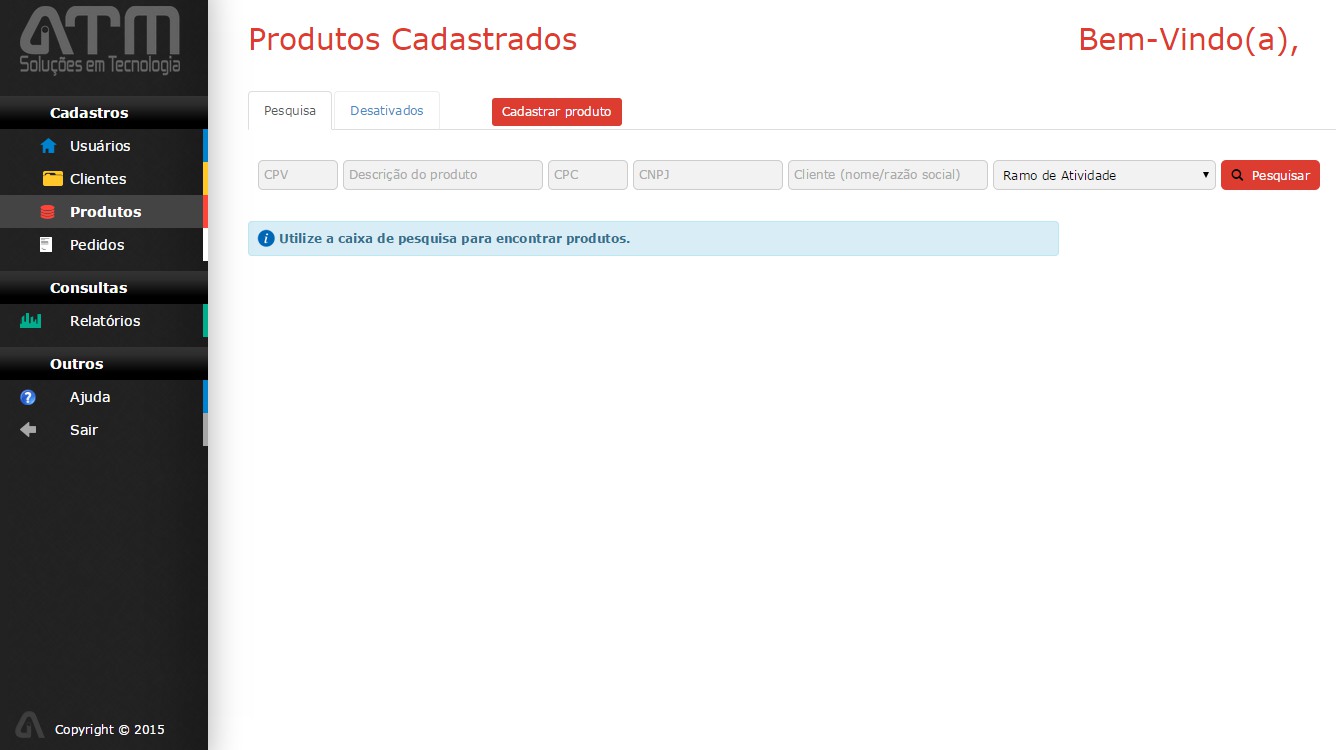 ATM
Soluções em Tecnologia
Produtos Cadastrados
Bem-Vindo(a),
Cadastros
Usuários
Clientes
Produtos
Pedidos
Consultas
Relatórios
Outros
Ajuda
Sair
Copyright © 2015
Pesquisa Desativados Cadastrar produto
CPV Descrição do produto CPC CNPJ Cliente (nome/razão social) Ramo de Atividade Pesquisar
Utilize a caixa de pesquisa para encontrar produtos.